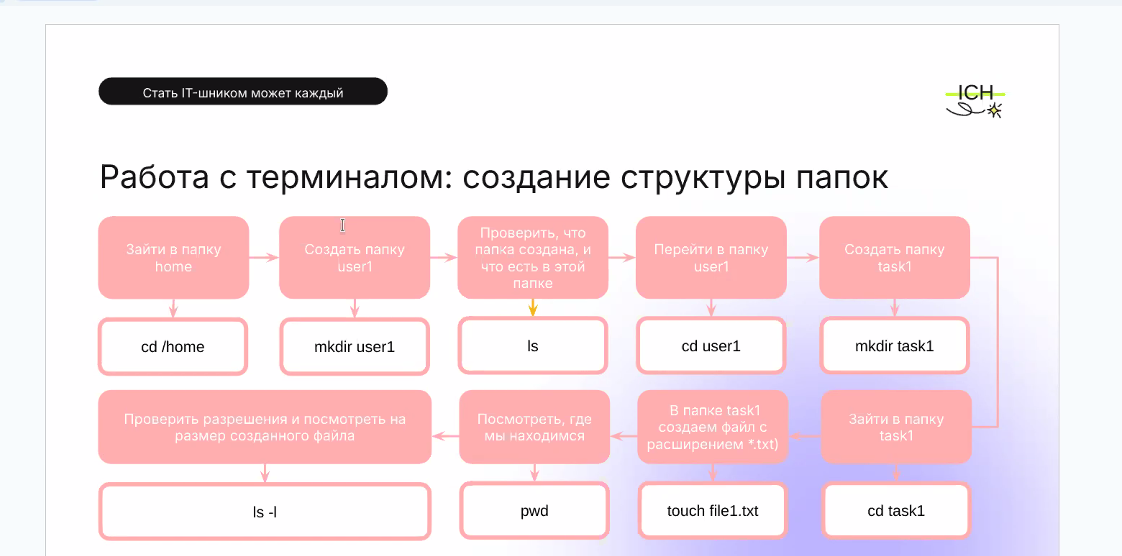 Стать IT-шником может каждый
ICH
Работа с терминалом: создание структуры папок
Зайти в папку
home
Создать папку
user1
Проверить, что
папка создана, и
что есть в этой
папке
Перейти в папку
user1
Создать папку
task1
cd /home
mkdir user1
ls
cd user1
mkdir task1
Зайти в папку
task1
В папке task1
создаем файл с
расширением *.txt)
Посмотреть, где
мы находимся
Проверить разрешения и посмотреть на
размер созданного файла
cd task1
touch file1.txt
pwd
ls -l